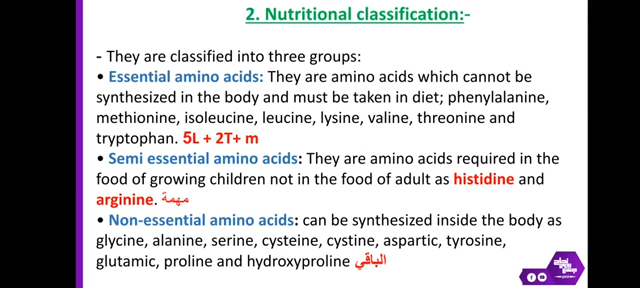 2. Nutritional classification:-
- They are classified into three groups:
• Essential amino acids: They are amino acids which cannot be
synthesized in the body and must be taken in diet; phenylalanine,
methionine, isoleucine, leucine, lysine, valine, threonine and
tryptophan. 5L + 2T+ m
• Semi essential amino acids: They are amino acids required in the
food of growing children not in the food of adult as histidine and
arginine. مهمة
• Non-essential amino acids: can be synthesized inside the body as
glycine, alanine, serine, cysteine, cystine, aspartic, tyrosine,
glutamic, proline and hydroxyproline الباقي